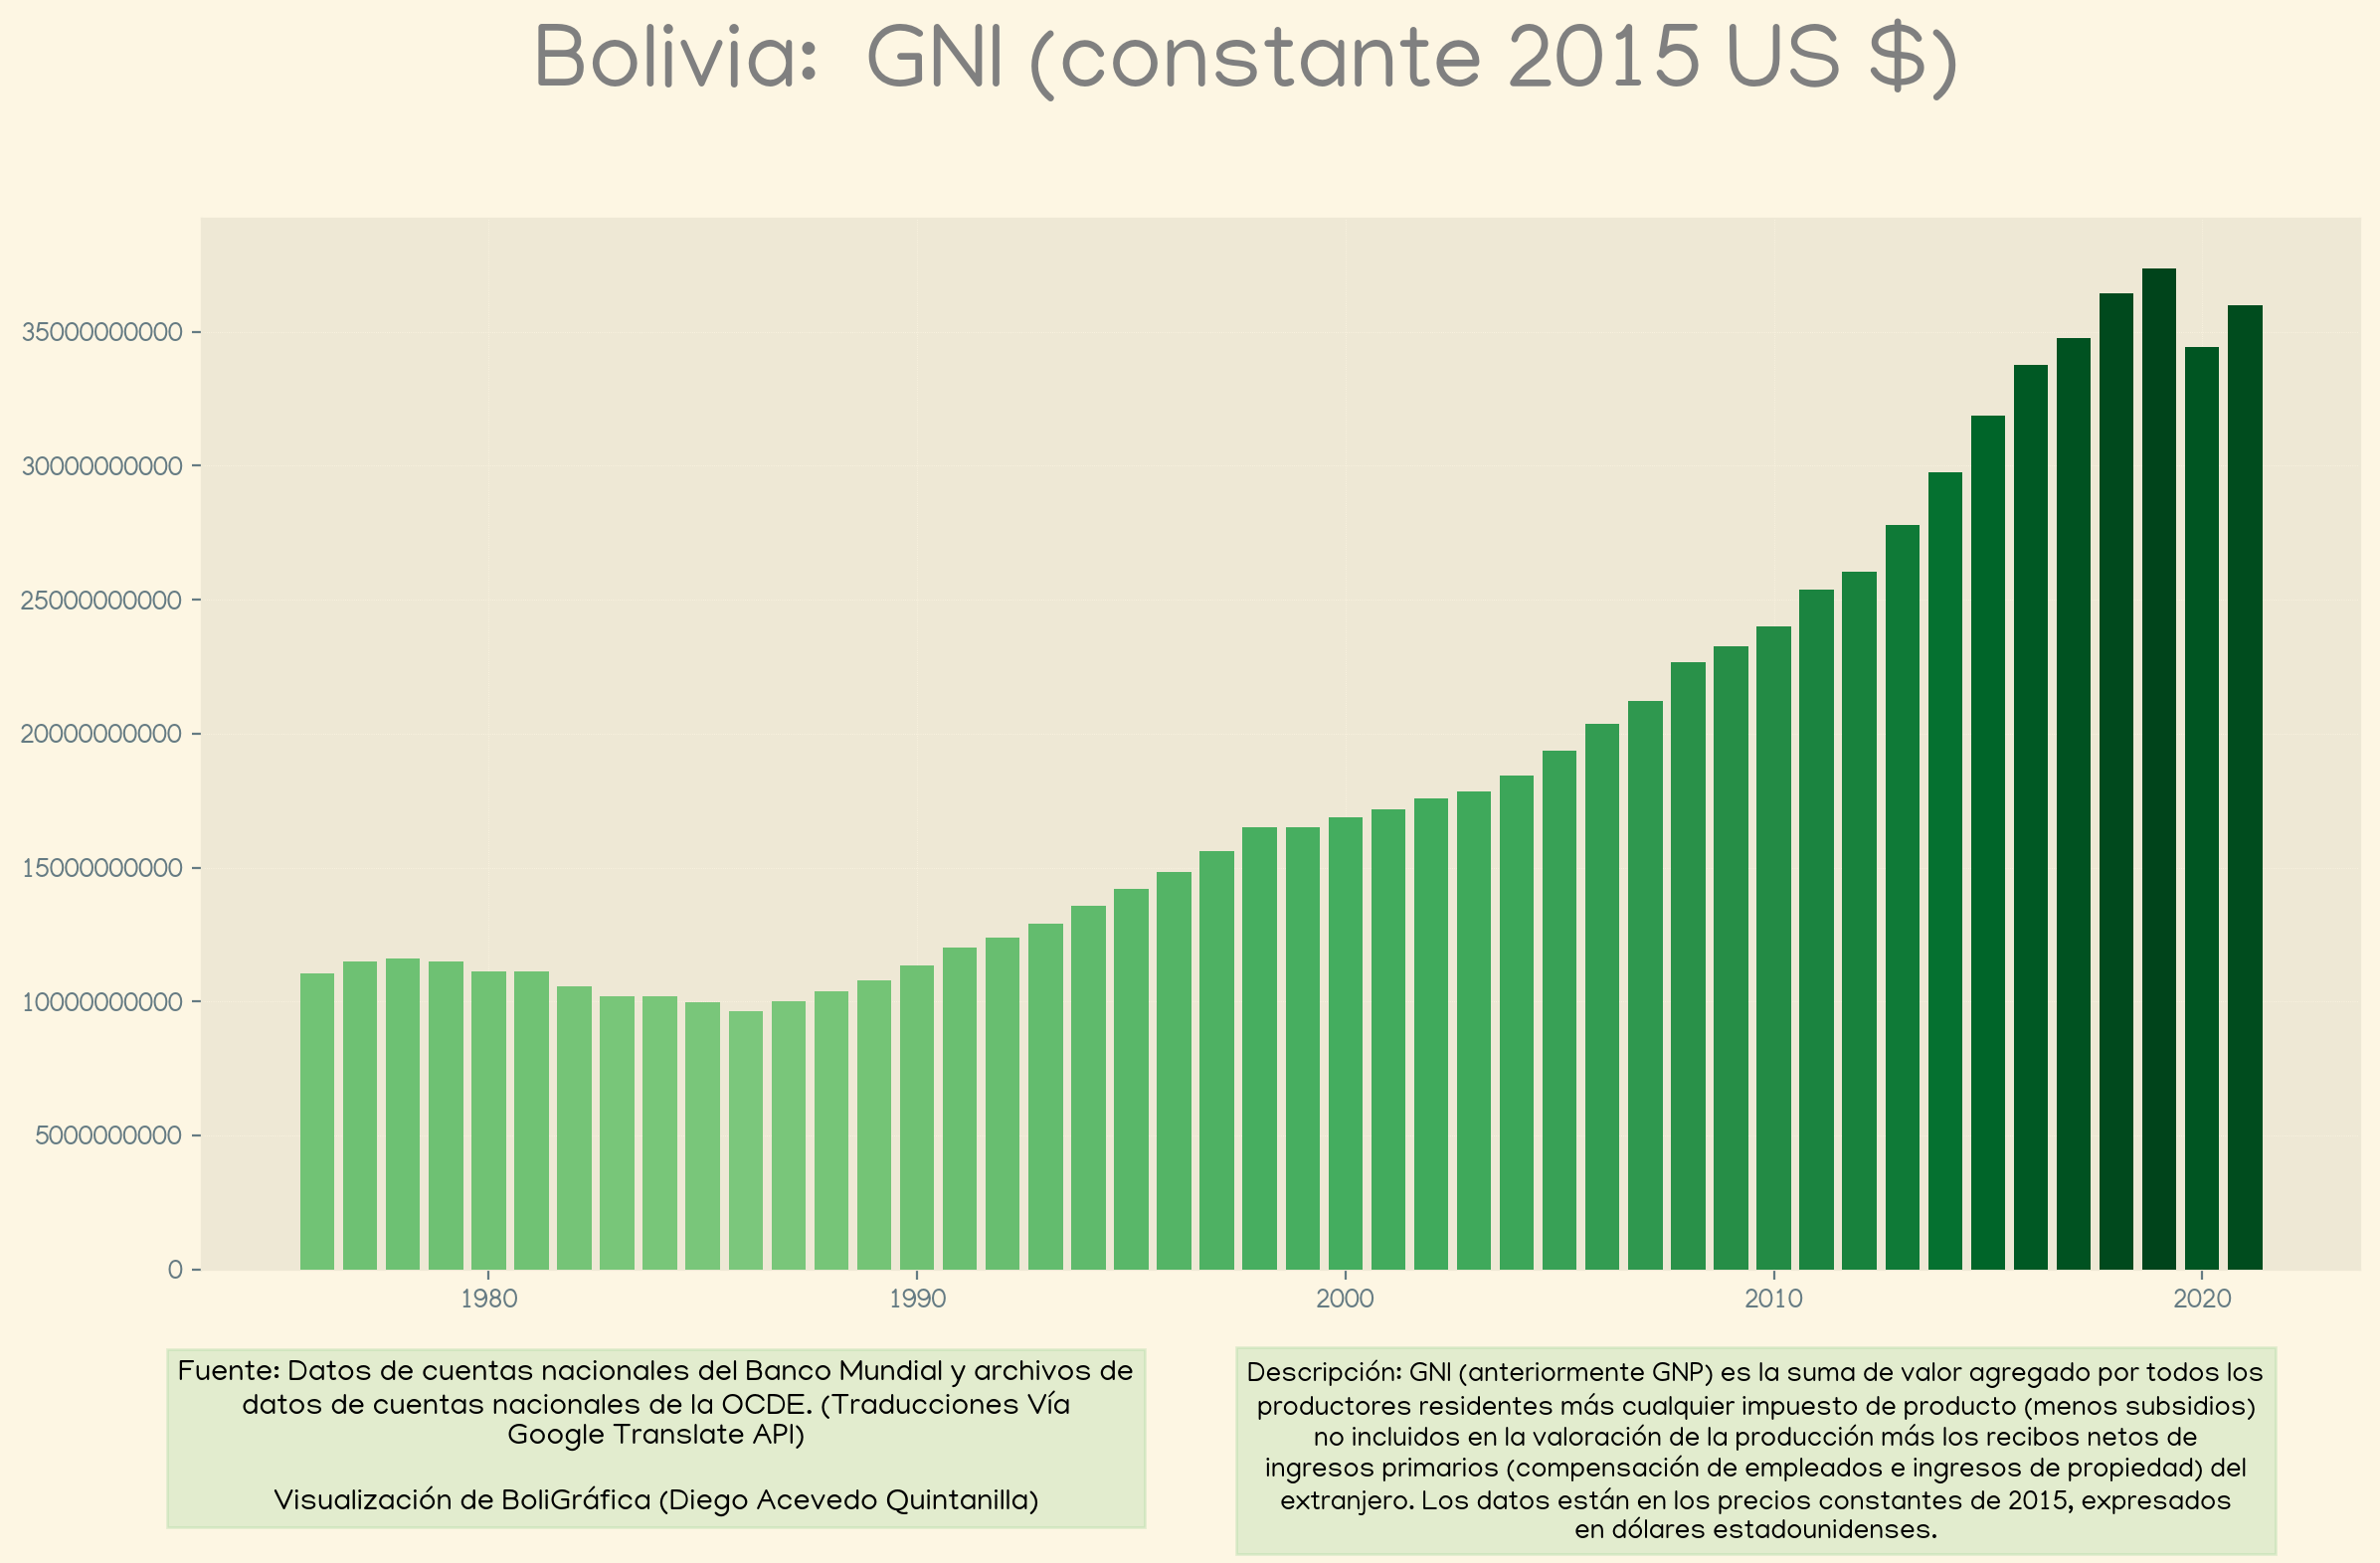 Bolivia:  GNI (constante 2015 US $)
35000000000
30000000000
25000000000
20000000000
15000000000
10000000000
5000000000
0
1980
1990
2000
2010
2020
Fuente: Datos de cuentas nacionales del Banco Mundial y archivos de
datos de cuentas nacionales de la OCDE. (Traducciones Vía
Google Translate API)
Visualización de BoliGráfica (Diego Acevedo Quintanilla)
Descripción: GNI (anteriormente GNP) es la suma de valor agregado por todos los
productores residentes más cualquier impuesto de producto (menos subsidios)
no incluidos en la valoración de la producción más los recibos netos de
ingresos primarios (compensación de empleados e ingresos de propiedad) del
extranjero. Los datos están en los precios constantes de 2015, expresados
en dólares estadounidenses.